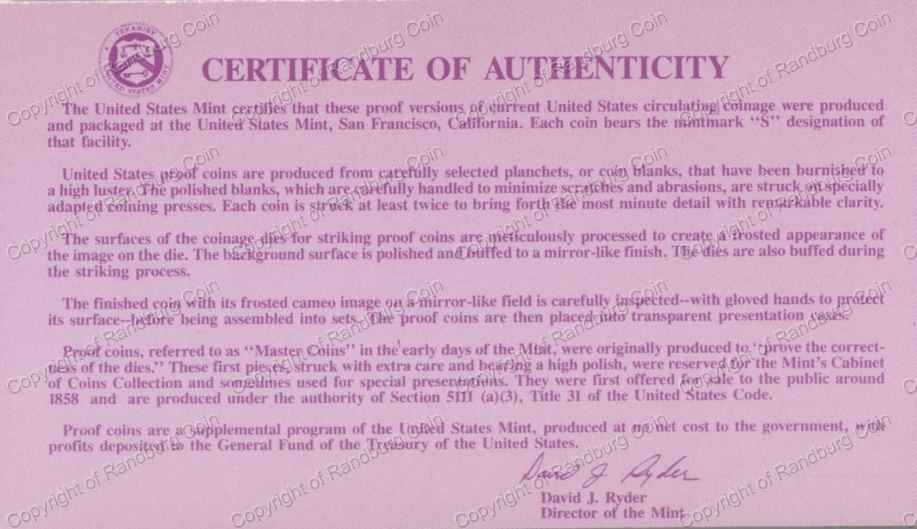 CERTIFICATE OF AUTHENTICITY
The United States Mint certifies that these proof versions of current United States circulating coinage were produced
and packaged at the United States Mint, San Francisco, California. Each coin bears the mintmark “S” designation of
that facility.
United States proof coins are produced from carefully selected planchets, or coin blanks, that have been burnished to
a high luster. The polished blanks, which are carefully handled to minimize scratches and abrasions, are struck on specially
adapted coining presses. Each coin is struck at least twice to bring forth the most minute detail with remarkable clarity.
The surfaces of the coinage dies for striking proof coins are meticulously processed to create a frosted appearance of
the image on the die. The background surface is polished and buffed to a mirror-like finish. The dies are also buffed during
the striking process.
The finished coin with its frosted cameo image on a mirror-like field is carefully inspected--with gloved hands to protect
its surface--before being assembled into sets. The proof coins are then placed into transparent presentation cases.
Proof coins, referred to as “Master Coins” in the early days of the Mint, were originally produced to “prove the correct-
ness of the dies.” These first pieces, struck with extra care and bearing a high polish, were reserved for the Mint's Cabinet
of Coins Collection and sometimes used for special presentations. They were first offered for sale to the public around
1858 and are produced under the authority of Section 5111 (a)(3), Title 31 of the United States Code.
Proof coins are a supplemental program of the United States Mint, produced at no net cost to the government, with
profits deposited to the General Fund of the Treasury of the United States.
David J. Ryder
David J. Ryder
Director of the Mint
Copyright of Randburg Coin